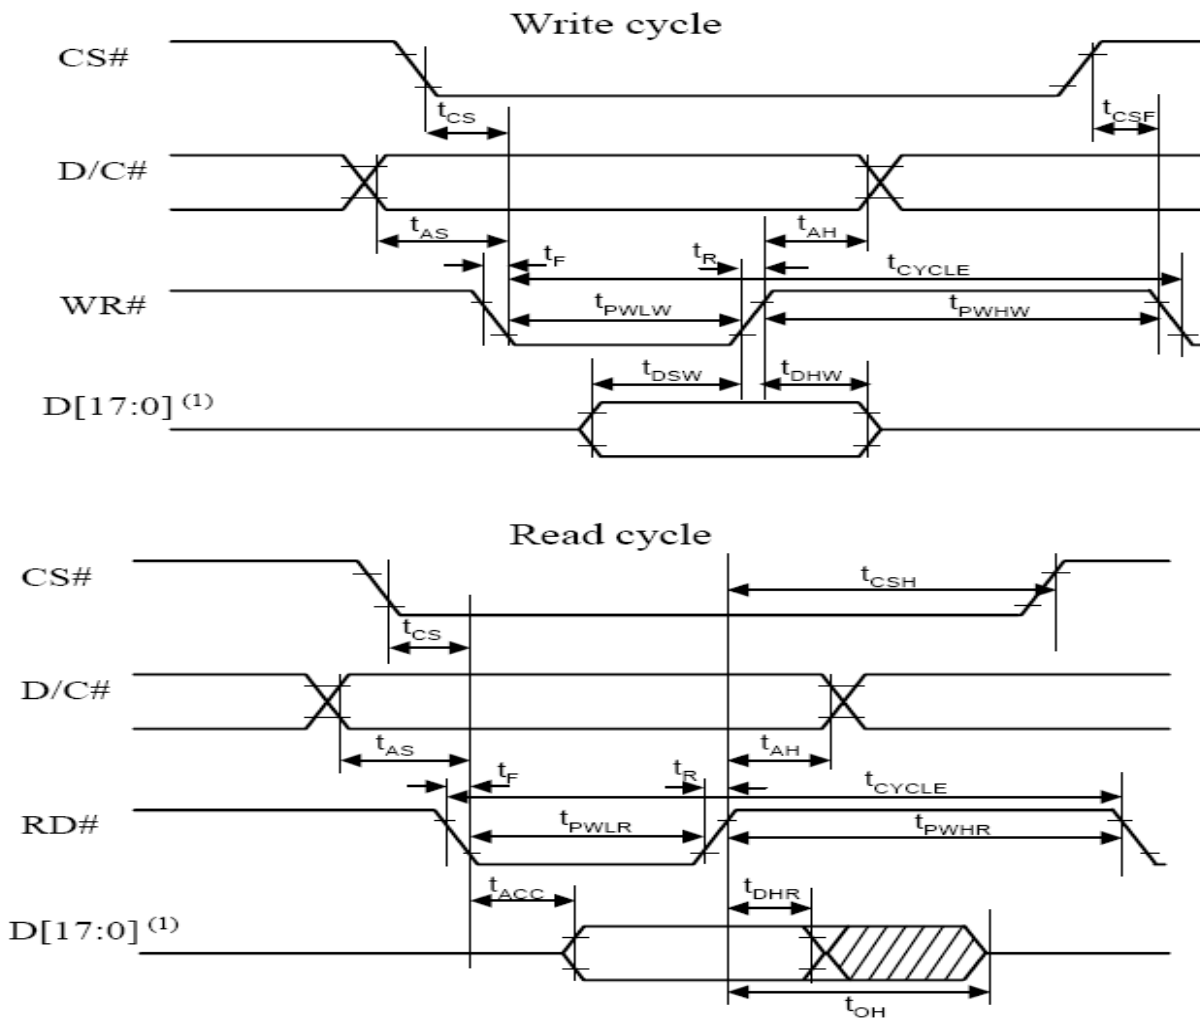 Write cycle
CS#
tCS
tCSF
D/C#
tAS
tAH
tF
tR
tCYCLE
WR#
tPWLW
tPWHW
tDSW
tDHW
D[17:0] (1)
Read cycle
CS#
tCSH
tCS
D/C#
tAS
tAH
tF
tR
tCYCLE
RD#
tPWLR
tPWHR
tACC
tDHR
D[17:0] (1)
tOH